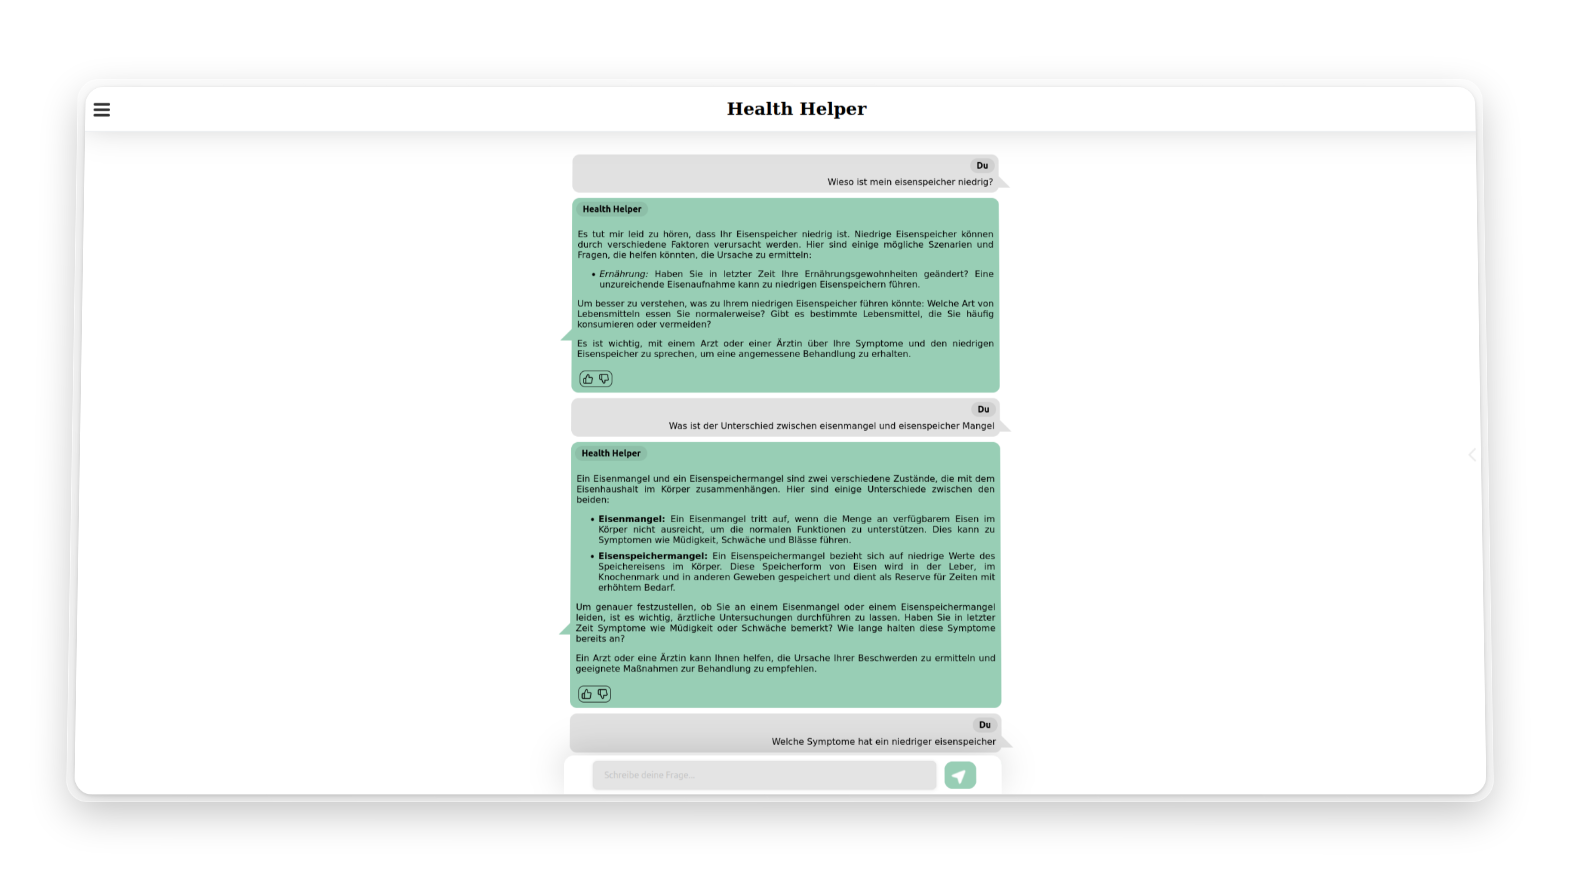 Health Helper
Du
Wieso ist mein eisenspeicher niedrig?
Health Helper
Es tut mir leid zu hören, dass Ihr Eisenspeicher niedrig ist. Niedrige Eisenspeicher können
durch verschiedene Faktoren verursacht werden. Hier sind einige mögliche Szenarien und
Fragen, die helfen könnten, die Ursache zu ermitteln:
• Ernährung: Haben Sie in letzter Zeit Ihre Ernährungsgewohnheiten geändert? Eine
unzureichende Eisenaufnahme kann zu niedrigen Eisenspeichern führen.
Um besser zu verstehen, was zu Ihrem niedrigen Eisenspeicher führen könnte: Welche Art von
Lebensmitteln essen Sie normalerweise? Gibt es bestimmte Lebensmittel, die Sie häufig
konsumieren oder vermeiden?
Es ist wichtig, mit einem Arzt oder einer Ärztin über Ihre Symptome und den niedrigen
Eisenspeicher zu sprechen, um eine angemessene Behandlung zu erhalten.
Du
Was ist der Unterschied zwischen eisenmangel und eisenspeicher Mangel
Health Helper
Ein Eisenmangel und ein Eisenspeichermangel sind zwei verschiedene Zustände, die mit dem
Eisenhaushalt im Körper zusammenhängen. Hier sind einige Unterschiede zwischen den
beiden:
• Eisenmangel: Ein Eisenmangel tritt auf, wenn die Menge an verfügbarem Eisen im
Körper nicht ausreicht, um die normalen Funktionen zu unterstützen. Dies kann zu
Symptomen wie Müdigkeit, Schwäche und Blässe führen.
• Eisenspeichermangel: Ein Eisenspeichermangel bezieht sich auf niedrige Werte des
Speichereisens im Körper. Diese Speicherform von Eisen wird in der Leber, im
Knochenmark und in anderen Geweben gespeichert und dient als Reserve für Zeiten mit
erhöhtem Bedarf.
Um genauer festzustellen, ob Sie an einem Eisenmangel oder einem Eisenspeichermangel
leiden, ist es wichtig, ärztliche Untersuchungen durchführen zu lassen. Haben Sie in letzter
Zeit Symptome wie Müdigkeit oder Schwäche bemerkt? Wie lange halten diese Symptome
bereits an?
Ein Arzt oder eine Ärztin kann Ihnen helfen, die Ursache Ihrer Beschwerden zu ermitteln und
geeignete Maßnahmen zur Behandlung zu empfehlen.
Du
Welche Symptome hat ein niedriger eisenspeicher
Schreibe deine Frage...